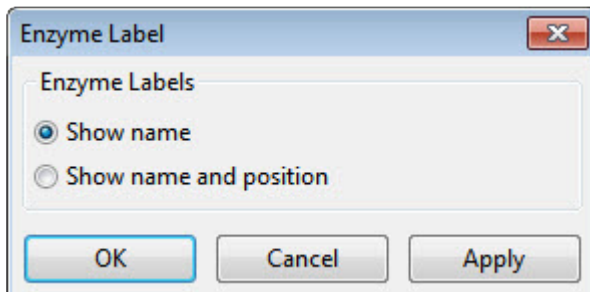 Enzyme Label
Enzyme Labels
Show name
Show name and position
OK Cancel Apply